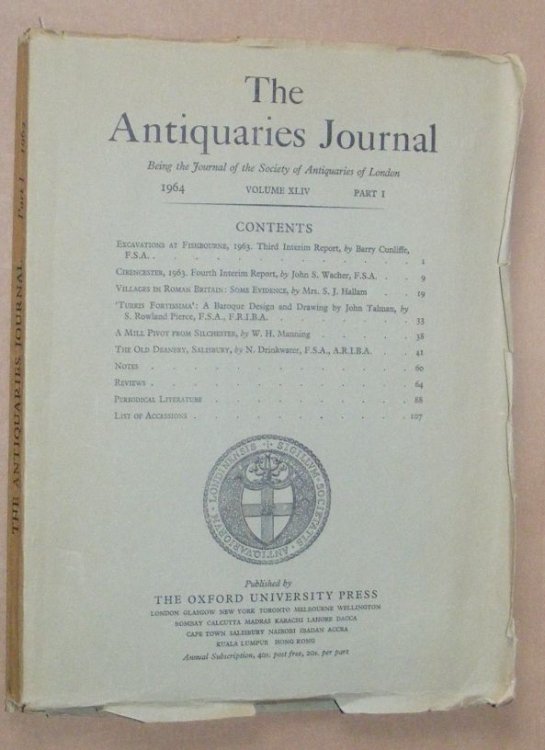 The
Antiquaries Journal
Being the Journal of the Society of Antiquaries of London
1964 VOLUME XLIV PART I
CONTENTS
EXCAVATIONS AT FISHBOURNE, 1963. Third Interim Report, by Barry Cunliffe,
F.S.A. . . . . . . . . . . . 1
CIRENCESTER, 1963. Fourth Interim Report, by John S. Wacher, F.S.A. . . 9
VILLAGES IN ROMAN BRITAIN: SOME EVIDENCE, by Mrs. S. J. Hallam . . 19
'TURRIS FORTISSIMA': A Baroque Design and Drawing by John Talman, by
S. Rowland Pierce, F.S.A., F.R.I.B.A. . . . . . . 33
A MILL PIVOT FROM SILCHESTER, by W. H. Manning . . . . 38
THE OLD DEANERY, SALISBURY, by N. Drinkwater, F.S.A., A.R.I.B.A. . . 41
NOTES . . . . . . . . . . . 60
REVIEWS . . . . . . . . . . . 64
PERIODICAL LITERATURE . . . . . . . . 88
LIST OF ACCESSIONS . . . . . . . . . 107
SIGILLVM · SOCIETATIS · ANTIQVARIORVM · LONDINENSIS
Published by
THE OXFORD UNIVERSITY PRESS
LONDON GLASGOW NEW YORK TORONTO MELBOURNE WELLINGTON
BOMBAY CALCUTTA MADRAS KARACHI LAHORE DACCA
CAPE TOWN SALISBURY NAIROBI IBADAN ACCRA
KUALA LUMPUR HONG KONG
Annual Subscription, 40s. post free, 20s. per part
THE ANTIQUARIES JOURNAL Part I